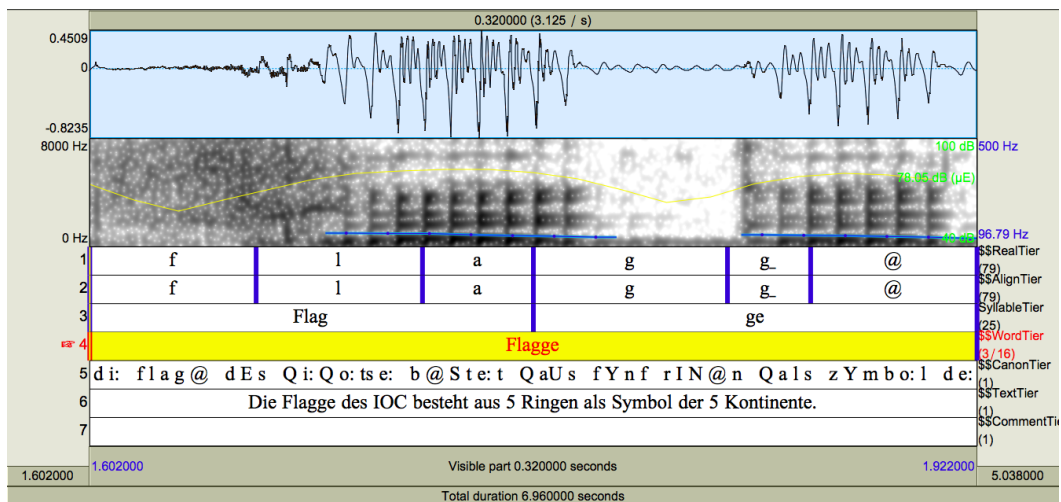 0.320000 (3.125 / s)
0.4509
0
-0.8235
8000 Hz
0 Hz
100 dB
500 Hz
78.05 dB (µE)
40 dB
96.79 Hz
1 f l a g g_ @ $$RealTier (79)
2 f l a g g_ @ $$AlignTier (79)
3 Flag ge SyllableTier (25)
☞ 4 Flagge $$WordTier (3/16)
5 d i: f l a g @ d E s Q i: Q o: ts e: b @ S t e: t Q aU s f Y n f r I N @ n Q a l s z Y m b o: l d e: $$CanonTier (1)
6 Die Flagge des IOC besteht aus 5 Ringen als Symbol der 5 Kontinente. $$TextTier (1)
7 $$CommentTie (1)
1.602000 1.602000 Visible part 0.320000 seconds 1.922000 5.038000
Total duration 6.960000 seconds